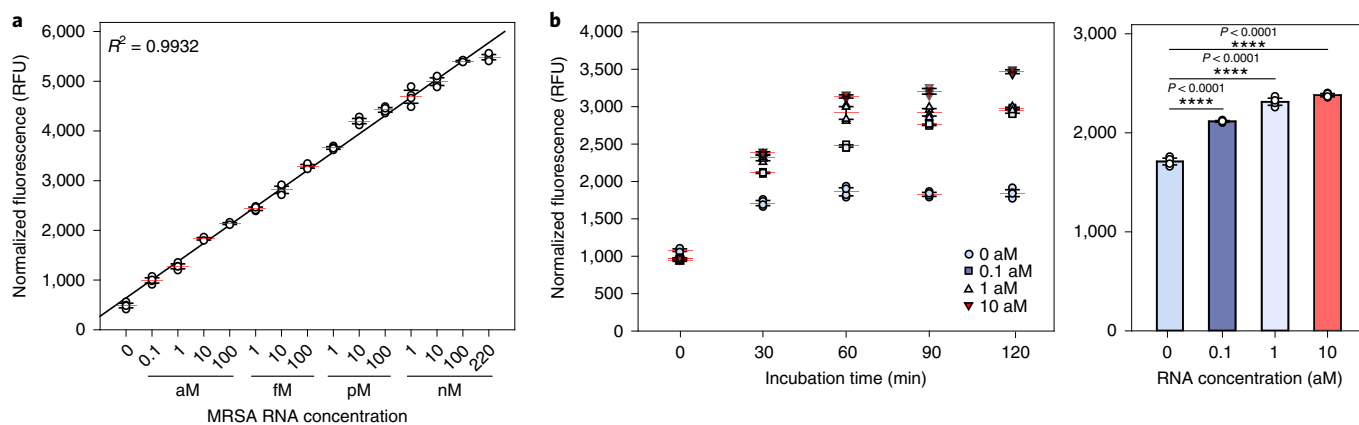 a
6,000
5,000
4,000
3,000
2,000
1,000
0
Normalized fluorescence (RFU)
R² = 0.9932
0 0.1 1 10 100 1 10 100 1 10 100 1 10 100 220
aM fM pM nM
MRSA RNA concentration
b
4,000
3,500
3,000
2,500
2,000
1,500
1,000
500
0
Normalized fluorescence (RFU)
0 aM
0.1 aM
1 aM
10 aM
0 30 60 90 120
Incubation time (min)
3,000
2,000
1,000
0
P < 0.0001
****
P < 0.0001
****
P < 0.0001
****
0 0.1 1 10
RNA concentration (aM)